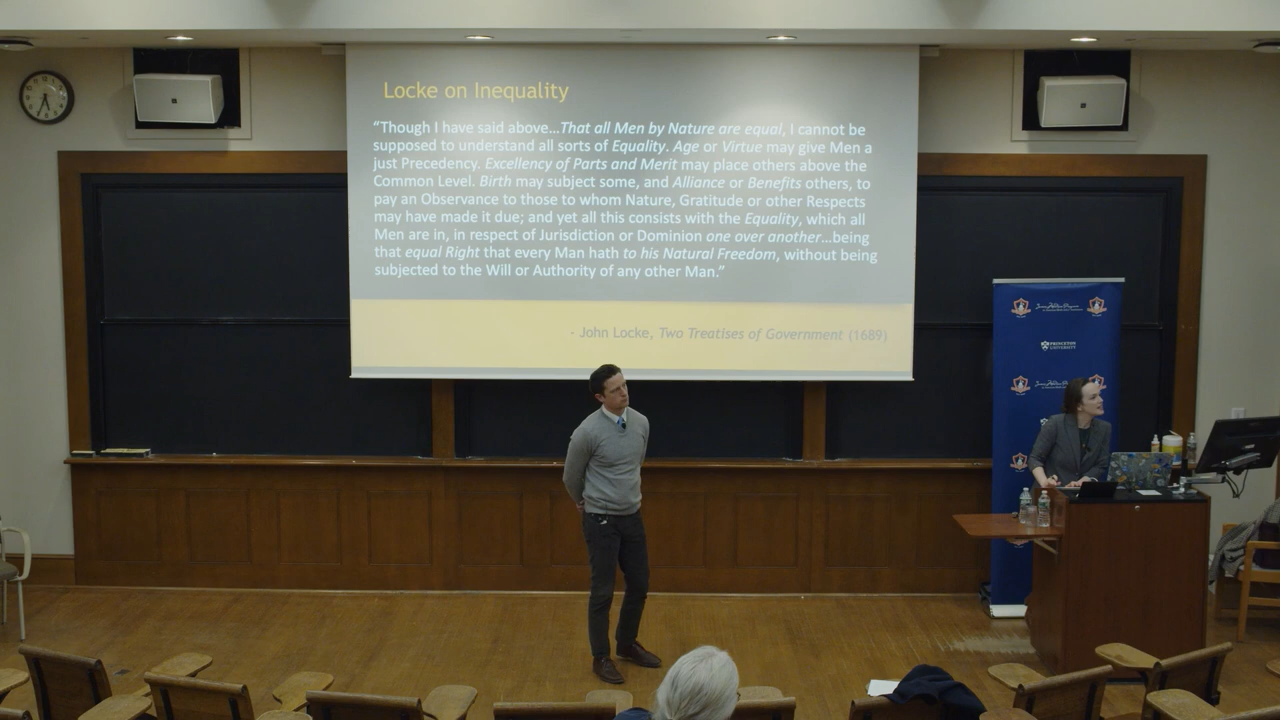 Locke on Inequality
“Though I have said above…That all Men by Nature are equal, I cannot be
supposed to understand all sorts of Equality. Age or Virtue may give Men a
just Precedency. Excellency of Parts and Merit may place others above the
Common Level. Birth may subject some, and Alliance or Benefits others, to
pay an Observance to those to whom Nature, Gratitude or other Respects
may have made it due; and yet all this consists with the Equality, which all
Men are in, in respect of Jurisdiction or Dominion one over another…being
that equal Right that every Man hath to his Natural Freedom, without being
subjected to the Will or Authority of any other Man.”
- John Locke, Two Treatises of Government (1689)
James Madison Program
PRINCETON
UNIVERSITY
James Madison Program